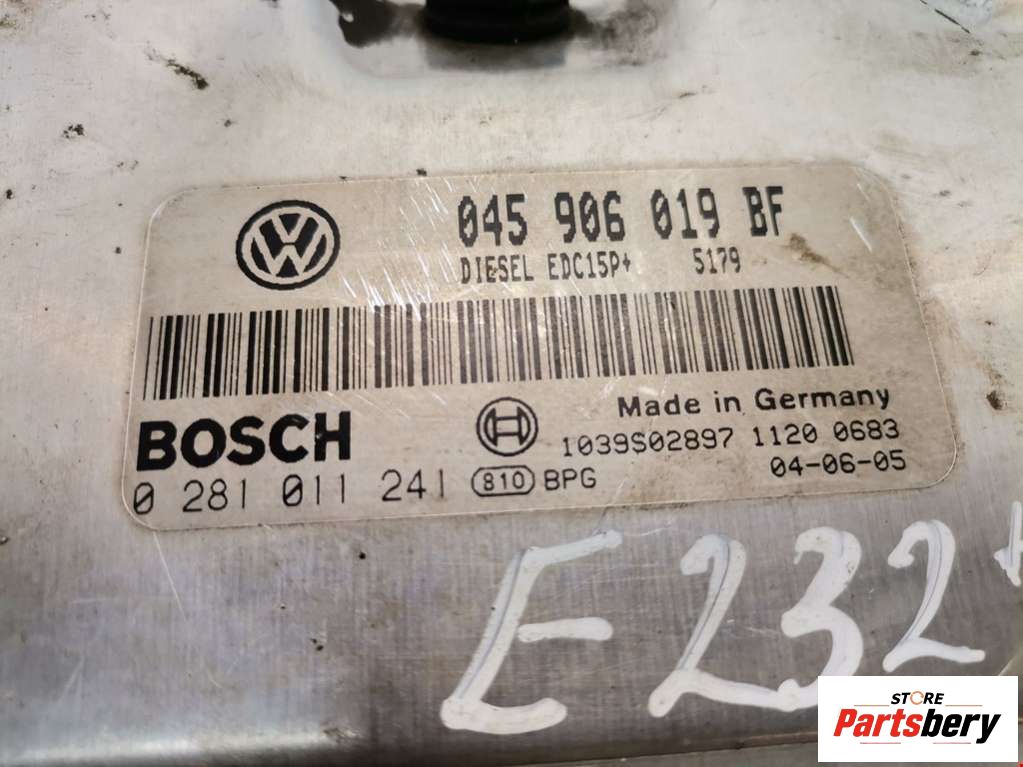 045 906 019 BF
DIESEL EDC15P+ 5179
BOSCH
Made in Germany
1039S02897 1120 0683
0 281 011 241 810 BPG
04-06-05
E232
STORE
Partsbery